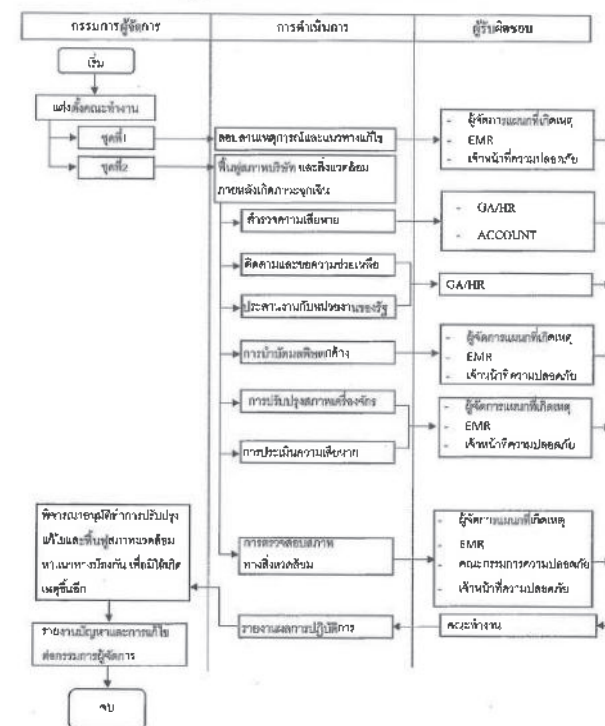 กรรมการผู้จัดการ
การดำเนินการ
ผู้รับผิดชอบ
เริ่ม
แต่งตั้งคณะทำงาน
ชุดที่1
ชุดที่2
สอบสวนเหตุการณ์และแนวทางแก้ไข
- ผู้จัดการแผนกที่เกิดเหตุ
- EMR
- เจ้าหน้าที่ความปลอดภัย
ฟื้นฟูสภาพบริษัท และสิ่งแวดล้อม
ภายหลังเกิดภาวะฉุกเฉิน
สำรวจความเสียหาย
- GA/HR
- ACCOUNT
ติดตามและขอความช่วยเหลือ
ประสานงานกับหน่วยงานของรัฐ
GA/HR
การบำบัดมลพิษตกค้าง
- ผู้จัดการแผนกที่เกิดเหตุ
- EMR
- เจ้าหน้าที่ความปลอดภัย
การปรับปรุงสภาพเครื่องจักร
การประเมินความเสียหาย
- ผู้จัดการแผนกที่เกิดเหตุ
- EMR
- เจ้าหน้าที่ความปลอดภัย
พิจารณาอนุมัติทำการปรับปรุง
แก้ไขและฟื้นฟูสภาพแวดล้อม
หาแนวทางป้องกัน เพื่อมิให้เกิด
เหตุขึ้นอีก
การตรวจสอบสภาพ
ทางสิ่งแวดล้อม
- ผู้จัดการแผนกที่เกิดเหตุ
- EMR
- คณะกรรมการความปลอดภัย
- เจ้าหน้าที่ความปลอดภัย
รายงานปัญหาและการแก้ไข
ต่อกรรมการผู้จัดการ
รายงานผลการปฏิบัติการ
คณะทำงาน
จบ